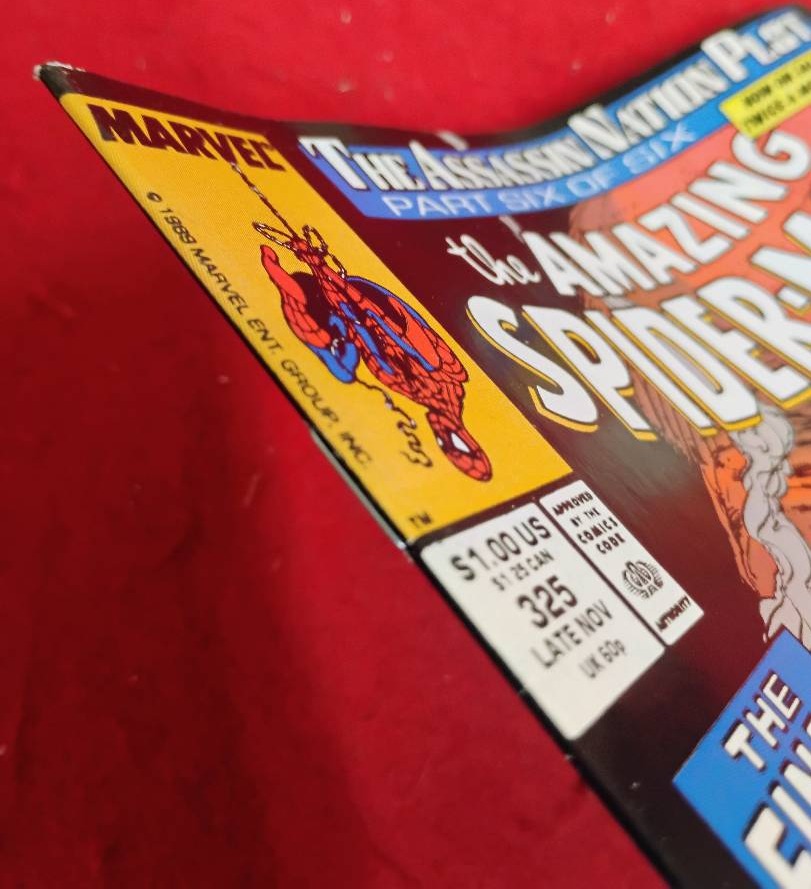 MARVEL
© 1989 MARVEL ENT. GROUP, INC.
TM
THE ASSASSIN NATION PLOT
PART SIX OF SIX
the AMAZING
SPIDER-M
$1.00 US
$1.25 CAN
325
LATE NOV
UK 60p
APPROVED
BY THE
COMICS
CODE
AUTHORITY
THE